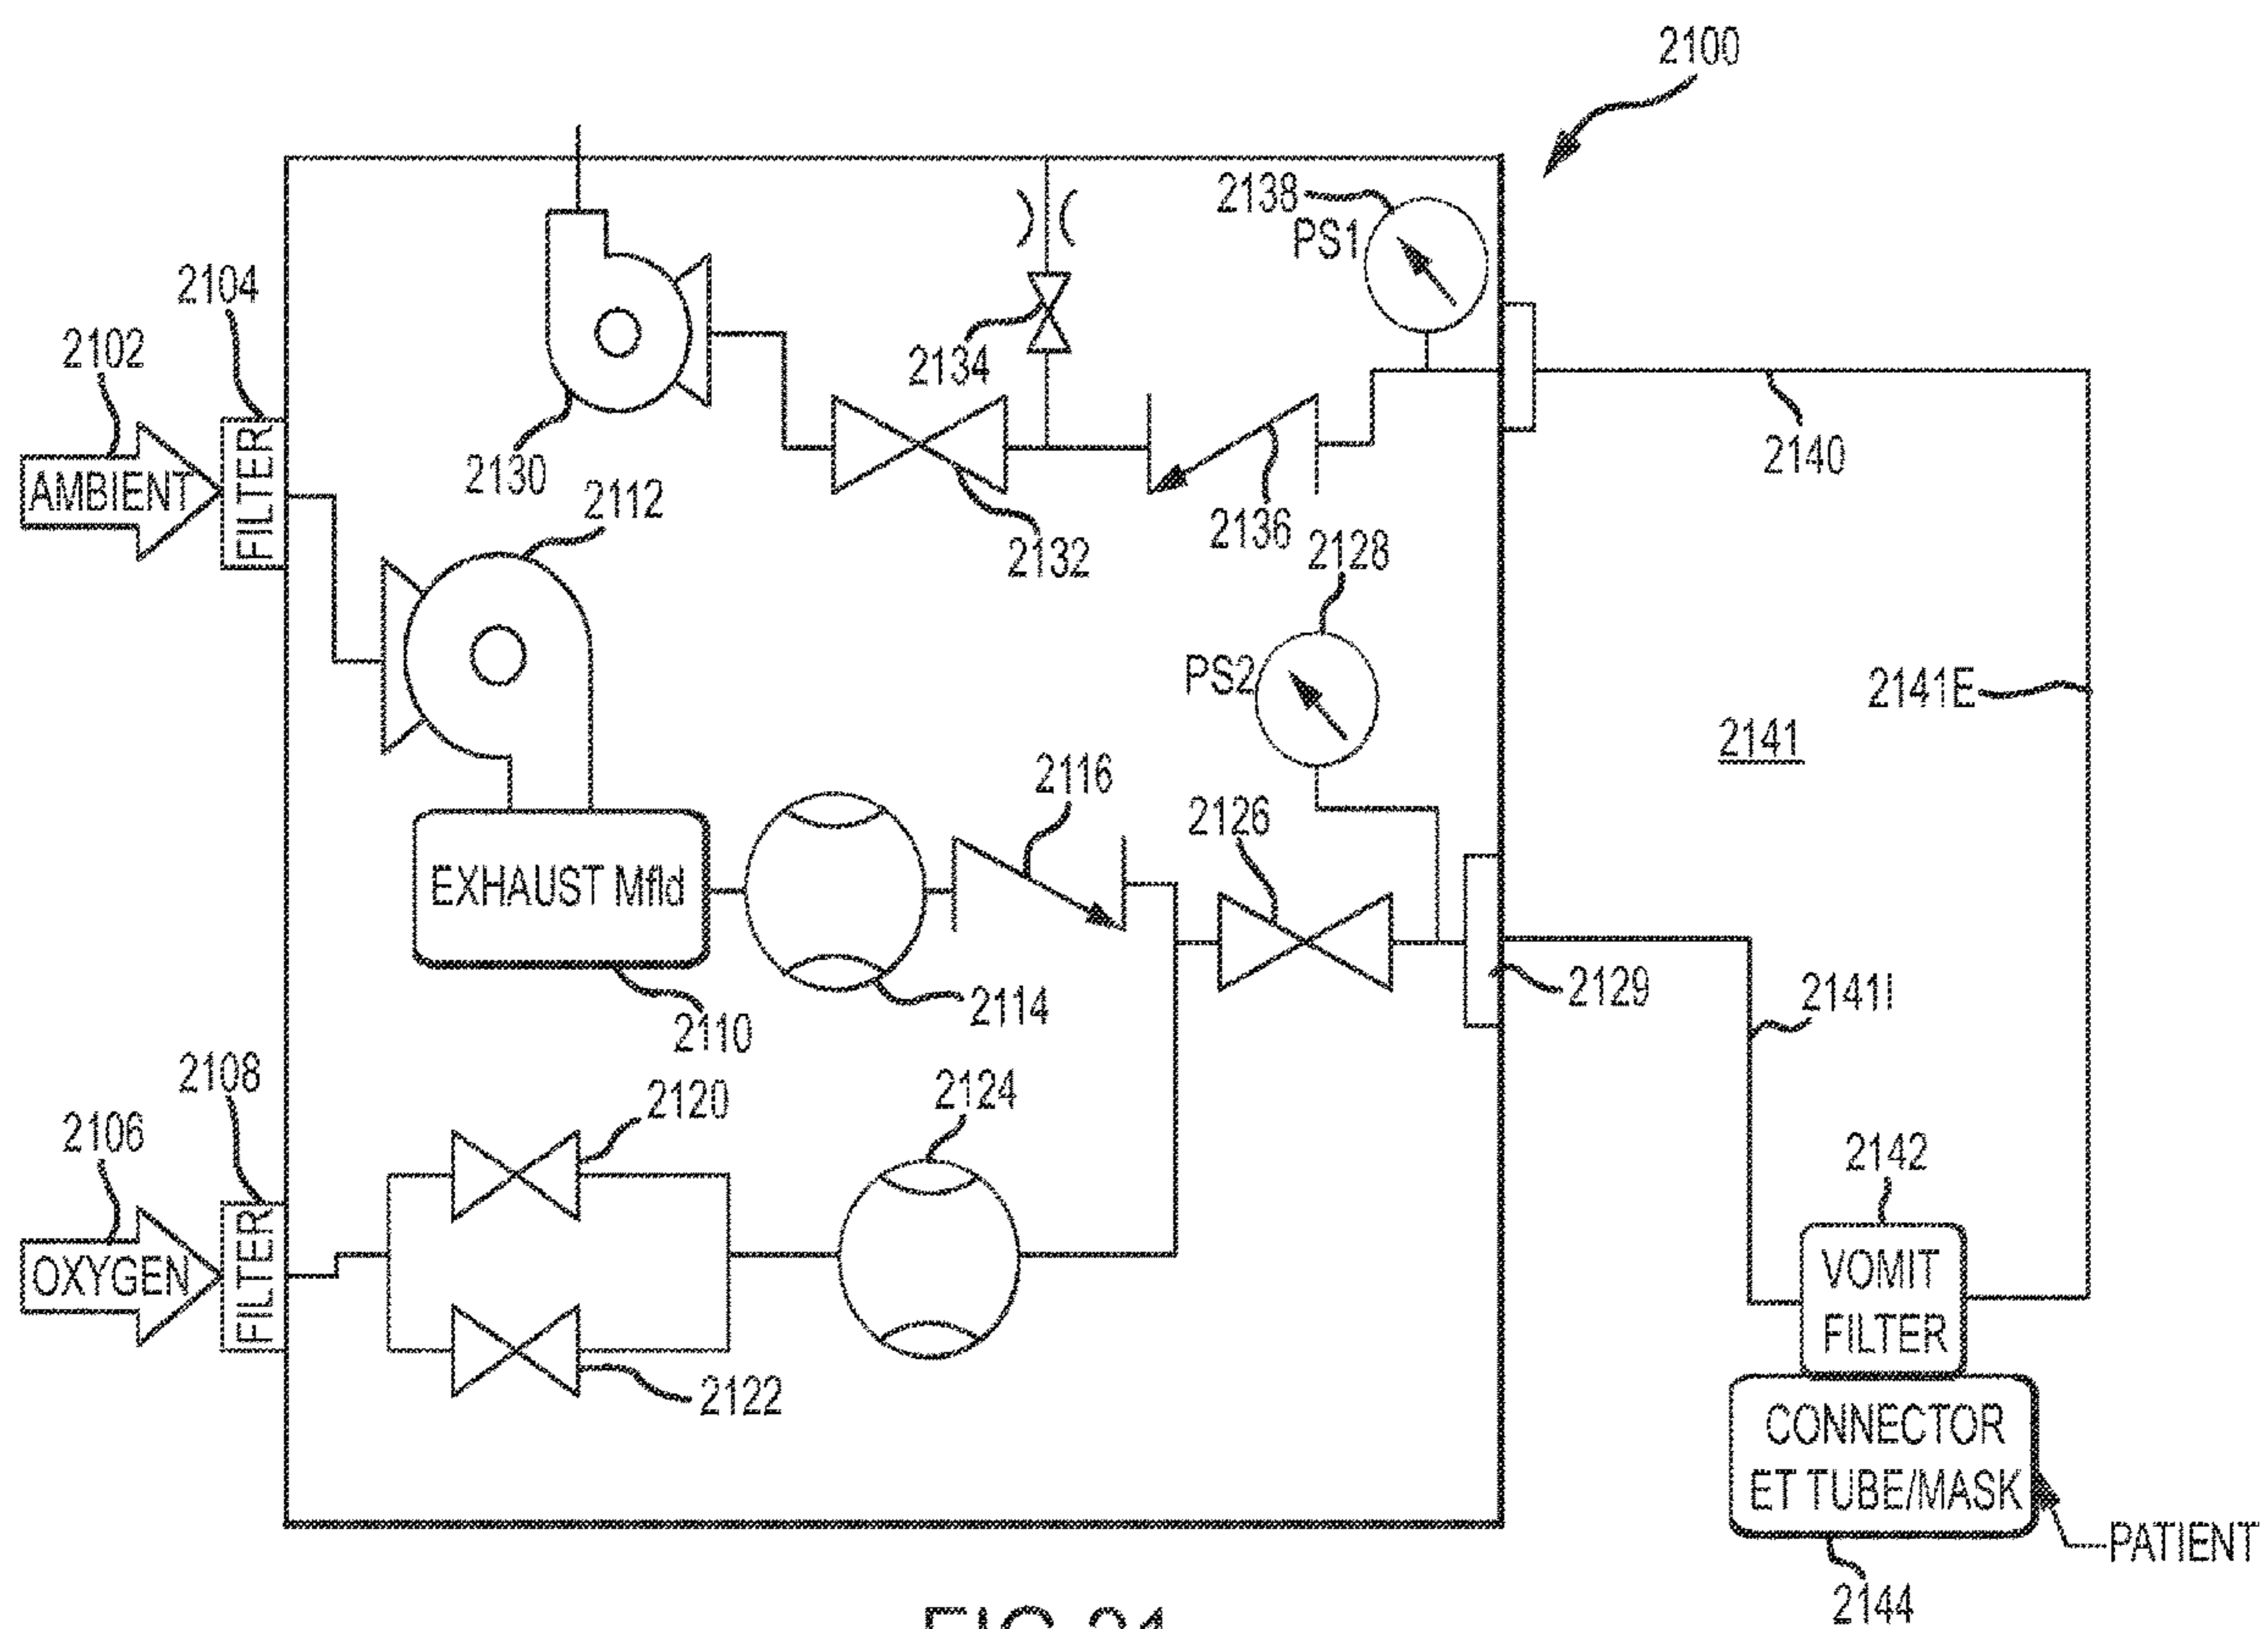 2100
2138
PS1
2104
2102
2134
AMBIENT
FILTER
2130
2140
2112
2136
2132
2128
PS2
2141E
2141
2116
2126
EXHAUST Mfld
2129
2141I
2114
2110
2108
2120
2124
2106
2142
OXYGEN
FILTER
VOMIT
FILTER
2122
CONNECTOR
ET TUBE/MASK
PATIENT
2144